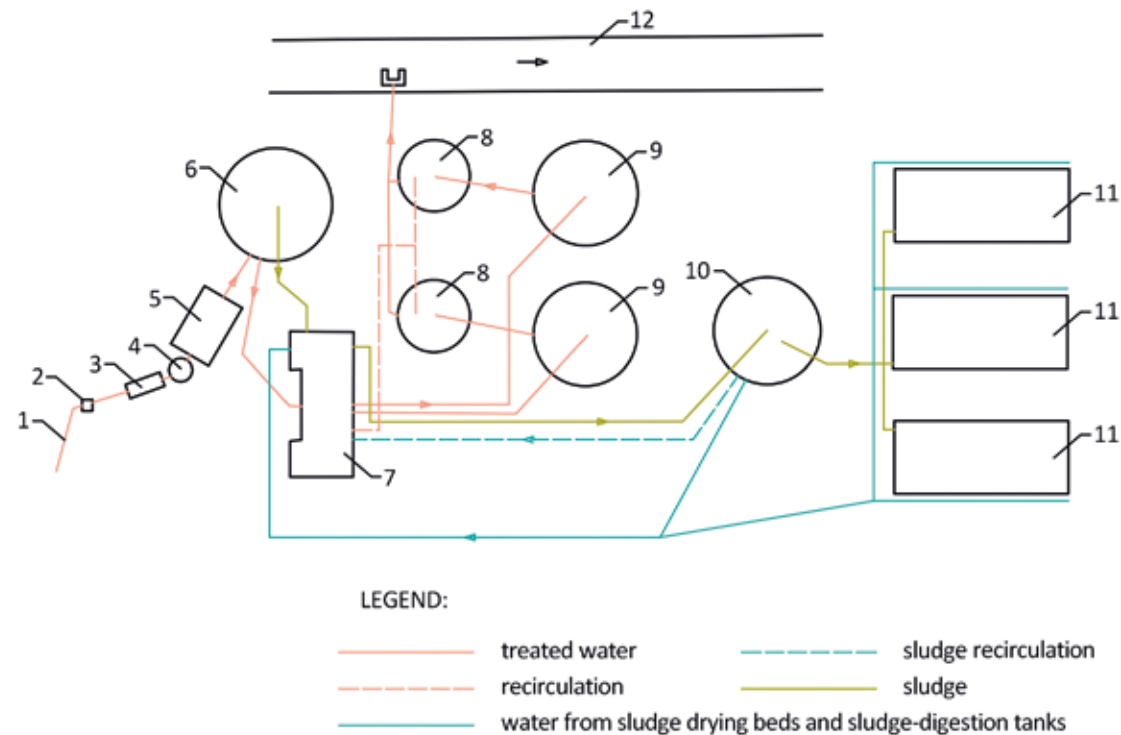 12
8
9
6
11
10
8
5
9
11
4
3
2
1
11
7
LEGEND:
treated water
sludge recirculation
recirculation
sludge
water from sludge drying beds and sludge-digestion tanks